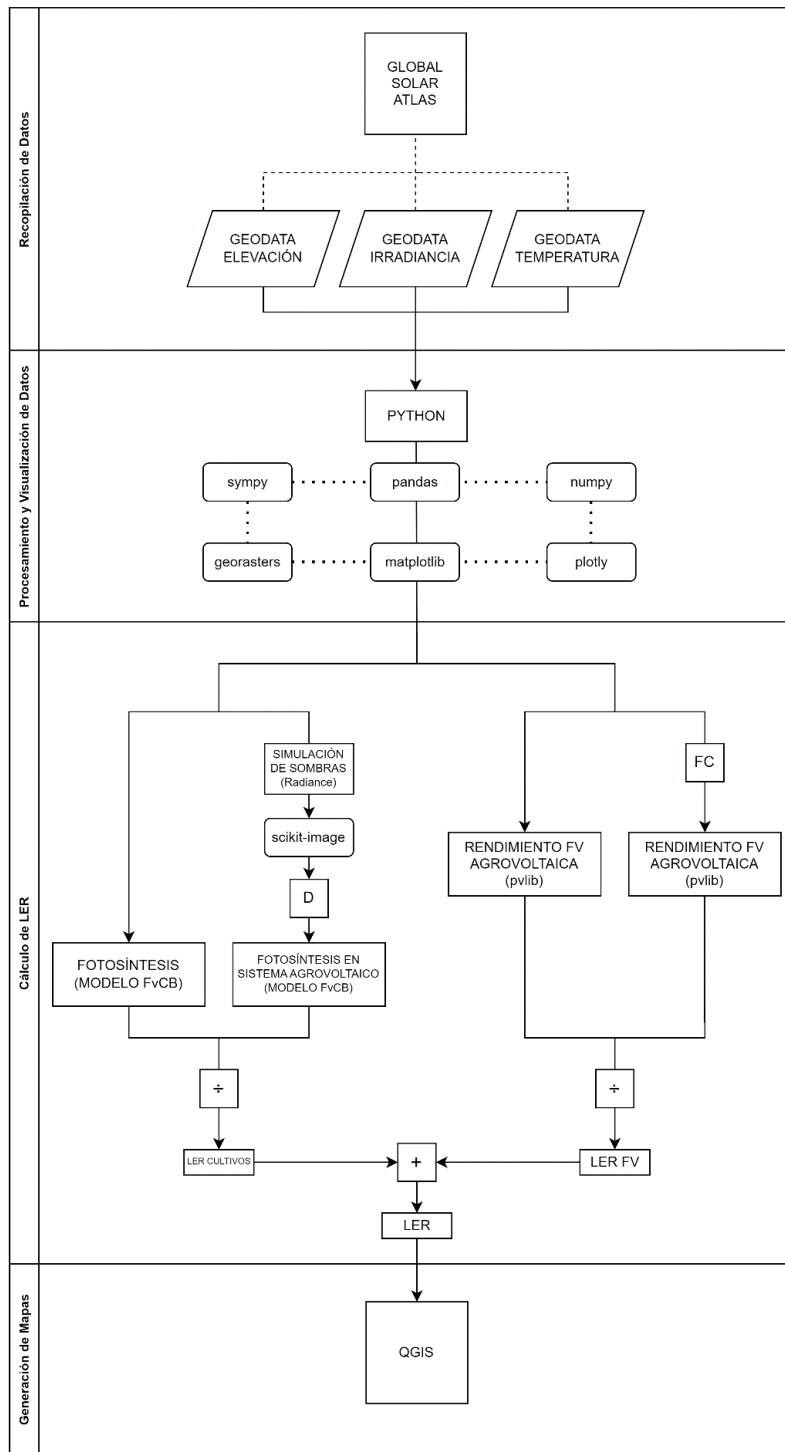 Recopilación de Datos
GLOBAL
SOLAR
ATLAS
GEODATA
ELEVACIÓN
GEODATA
IRRADIANCIA
GEODATA
TEMPERATURA
Procesamiento y Visualización de Datos
PYTHON
sympy
pandas
numpy
georasters
matplotlib
plotly
Cálculo de LER
SIMULACIÓN
DE SOMBRAS
(Radiance)
scikit-image
D
FOTOSÍNTESIS
(MODELO FvCB)
FOTOSÍNTESIS EN
SISTEMA AGROVOLTAICO
(MODELO FvCB)
FC
RENDIMIENTO FV
AGROVOLTAICA
(pvlib)
RENDIMIENTO FV
AGROVOLTAICA
(pvlib)
÷
÷
LER CULTIVOS
+
LER FV
LER
Generación de Mapas
QGIS